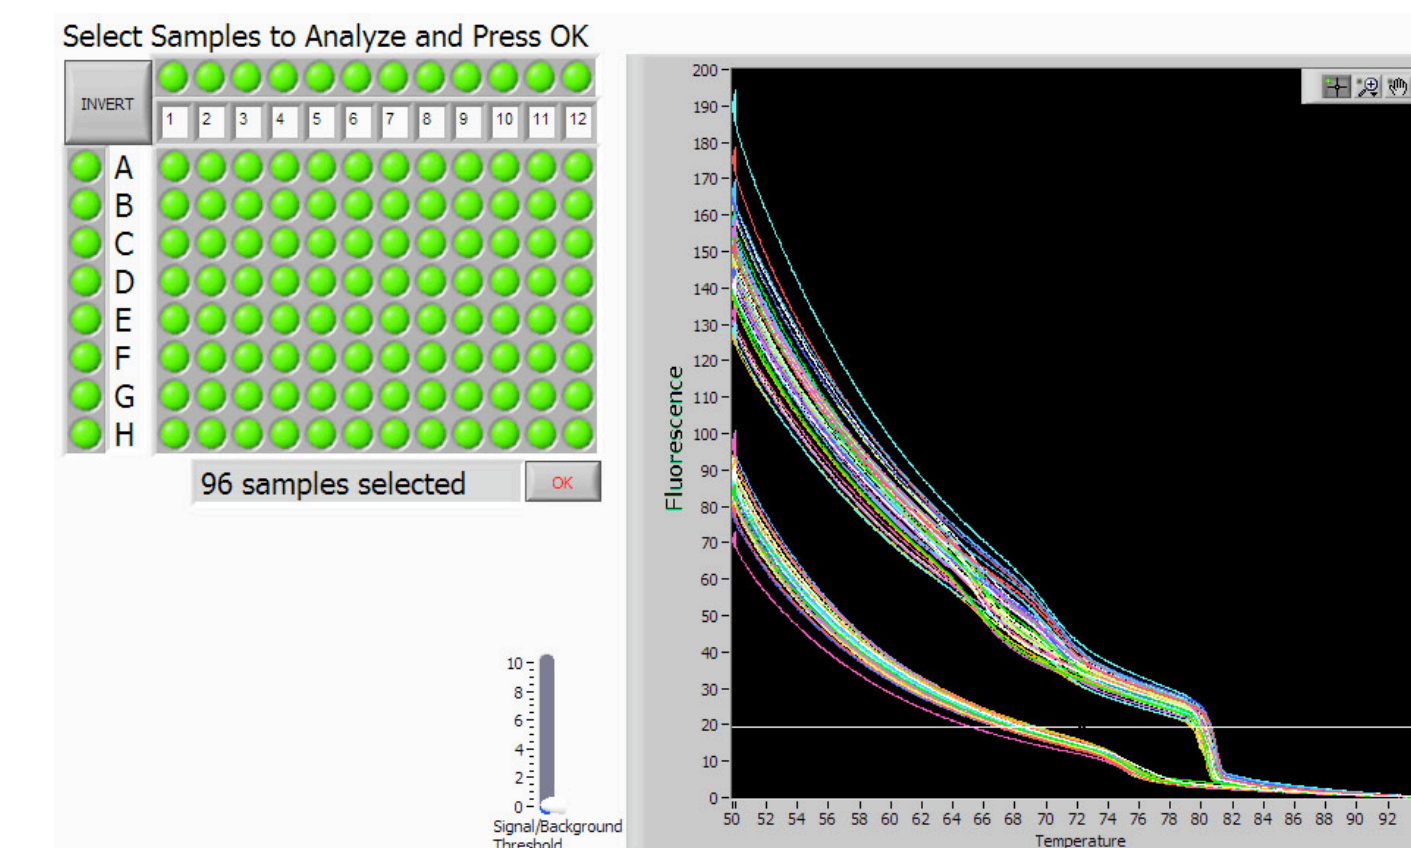 Select Samples to Analyze and Press OK
INVERT
1 2 3 4 5 6 7 8 9 10 11 12
A
B
C
D
E
F
G
H
96 samples selected
OK
10
8
6
4
2
0
Signal/Background
Threshold
Fluorescence
200
190
180
170
160
150
140
130
120
110
100
90
80
70
60
50
40
30
20
10
0
50 52 54 56 58 60 62 64 66 68 70 72 74 76 78 80 82 84 86 88 90 92
Temperature